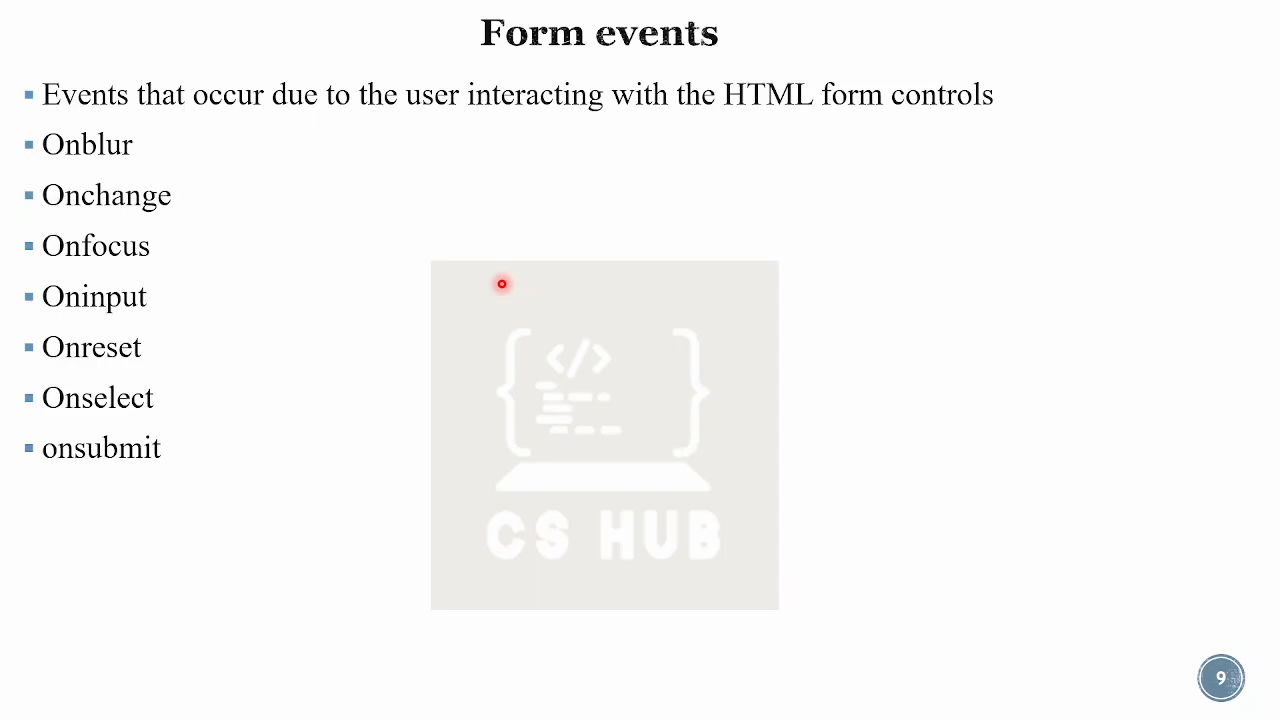 Form events
Events that occur due to the user interacting with the HTML form controls
Onblur
Onchange
Onfocus
Oninput
Onreset
Onselect
onsubmit
</>
CS HUB
9